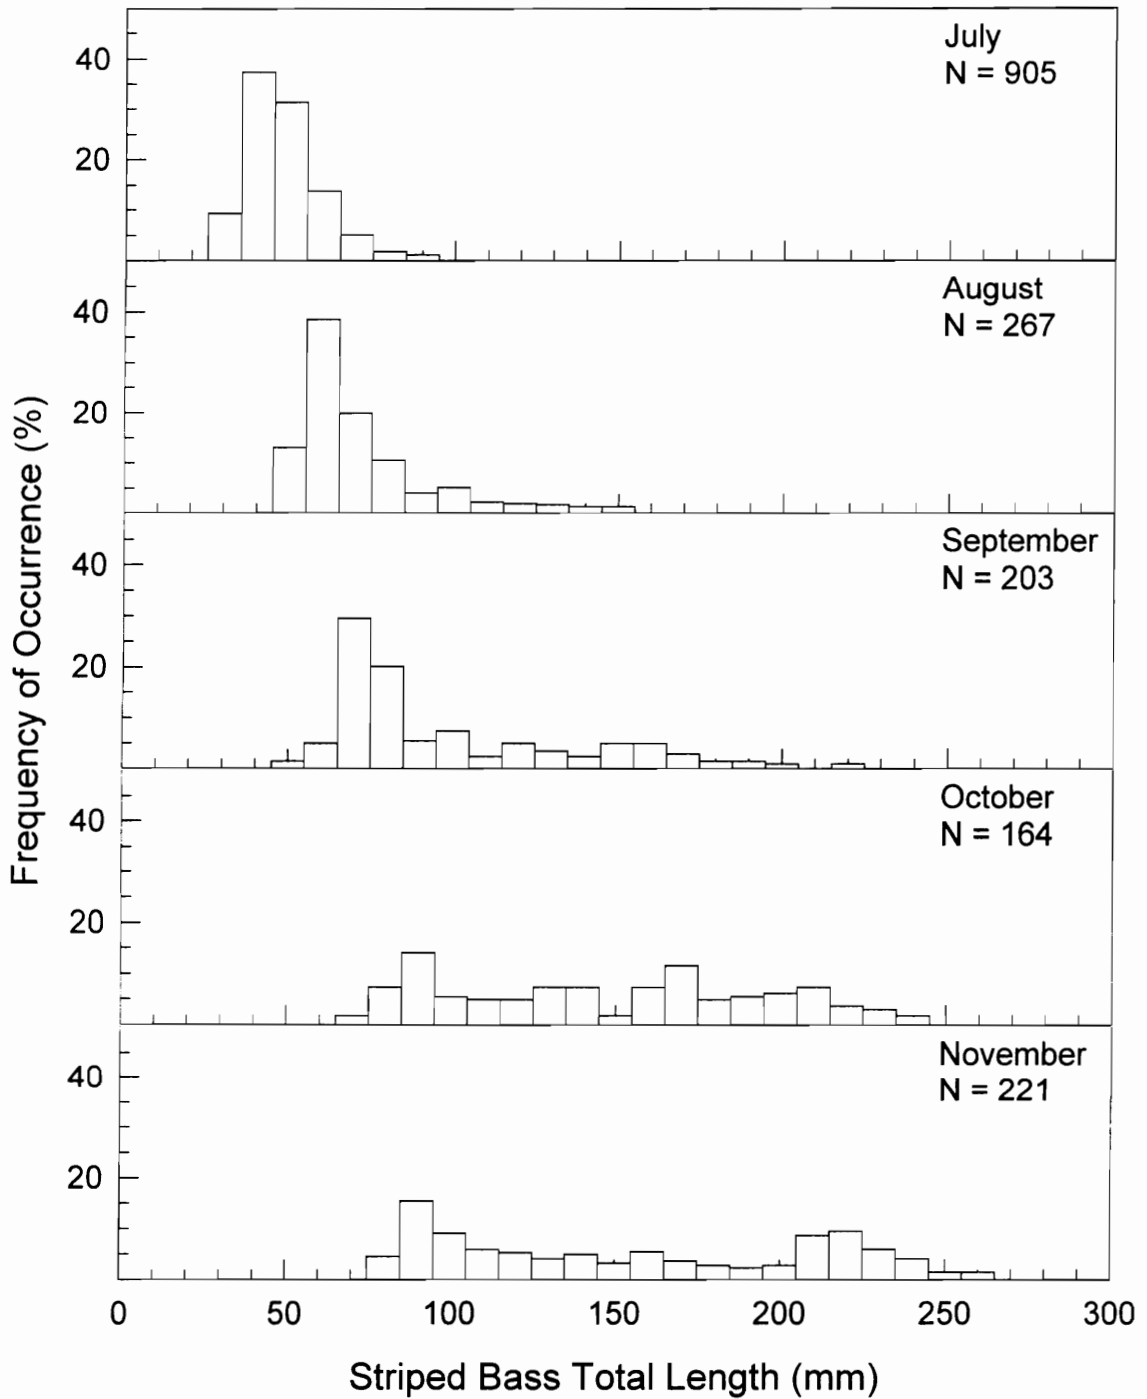 July
N = 905
40
20
August
N = 267
40
20
September
N = 203
40
20
October
N = 164
40
20
November
N = 221
40
20
0 50 100 150 200 250 300
Frequency of Occurrence (%)
Striped Bass Total Length (mm)